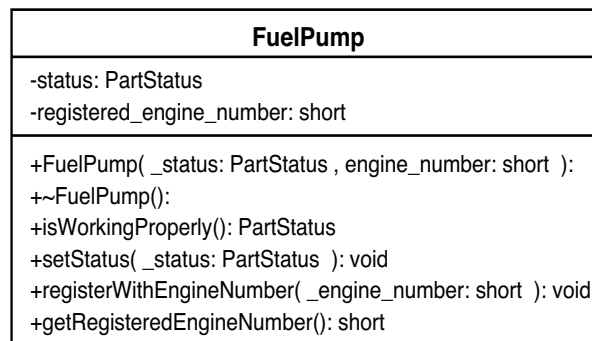 FuelPump
-status: PartStatus
-registered_engine_number: short
+FuelPump( _status: PartStatus , engine_number: short ):
+~FuelPump():
+isWorkingProperly(): PartStatus
+setStatus( _status: PartStatus ): void
+registerWithEngineNumber( _engine_number: short ): void
+getRegisteredEngineNumber(): short